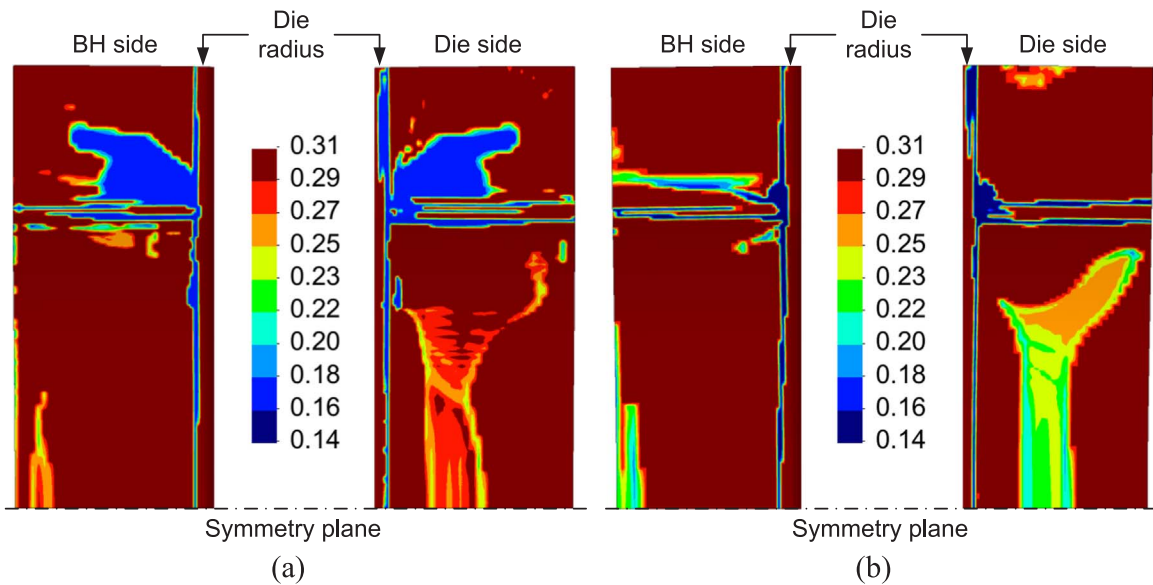 Die
radius
BH side
Die side
0.31
0.29
0.27
0.25
0.23
0.22
0.20
0.18
0.16
0.14
Symmetry plane
(a)
Die
radius
BH side
Die side
0.31
0.29
0.27
0.25
0.23
0.22
0.20
0.18
0.16
0.14
Symmetry plane
(b)